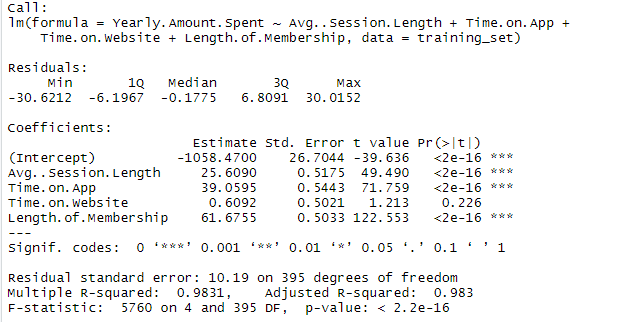 Call:
lm(formula = Yearly.Amount.Spent ~ Avg..Session.Length + Time.on.App +
    Time.on.Website + Length.of.Membership, data = training_set)
Residuals:
     Min       1Q   Median       3Q      Max
-30.6212  -6.1967  -0.1775   6.8091  30.0152
Coefficients:
                       Estimate Std. Error t value Pr(>|t|)
(Intercept)          -1058.4700    26.7044 -39.636   <2e-16 ***
Avg..Session.Length     25.6090     0.5175  49.490   <2e-16 ***
Time.on.App             39.0595     0.5443  71.759   <2e-16 ***
Time.on.Website          0.6092     0.5021   1.213    0.226
Length.of.Membership    61.6755     0.5033 122.553   <2e-16 ***
---
Signif. codes:  0 ‘***’ 0.001 ‘**’ 0.01 ‘*’ 0.05 ‘.’ 0.1 ‘ ’ 1
Residual standard error: 10.19 on 395 degrees of freedom
Multiple R-squared:  0.9831,    Adjusted R-squared:  0.983
F-statistic:  5760 on 4 and 395 DF,  p-value: < 2.2e-16